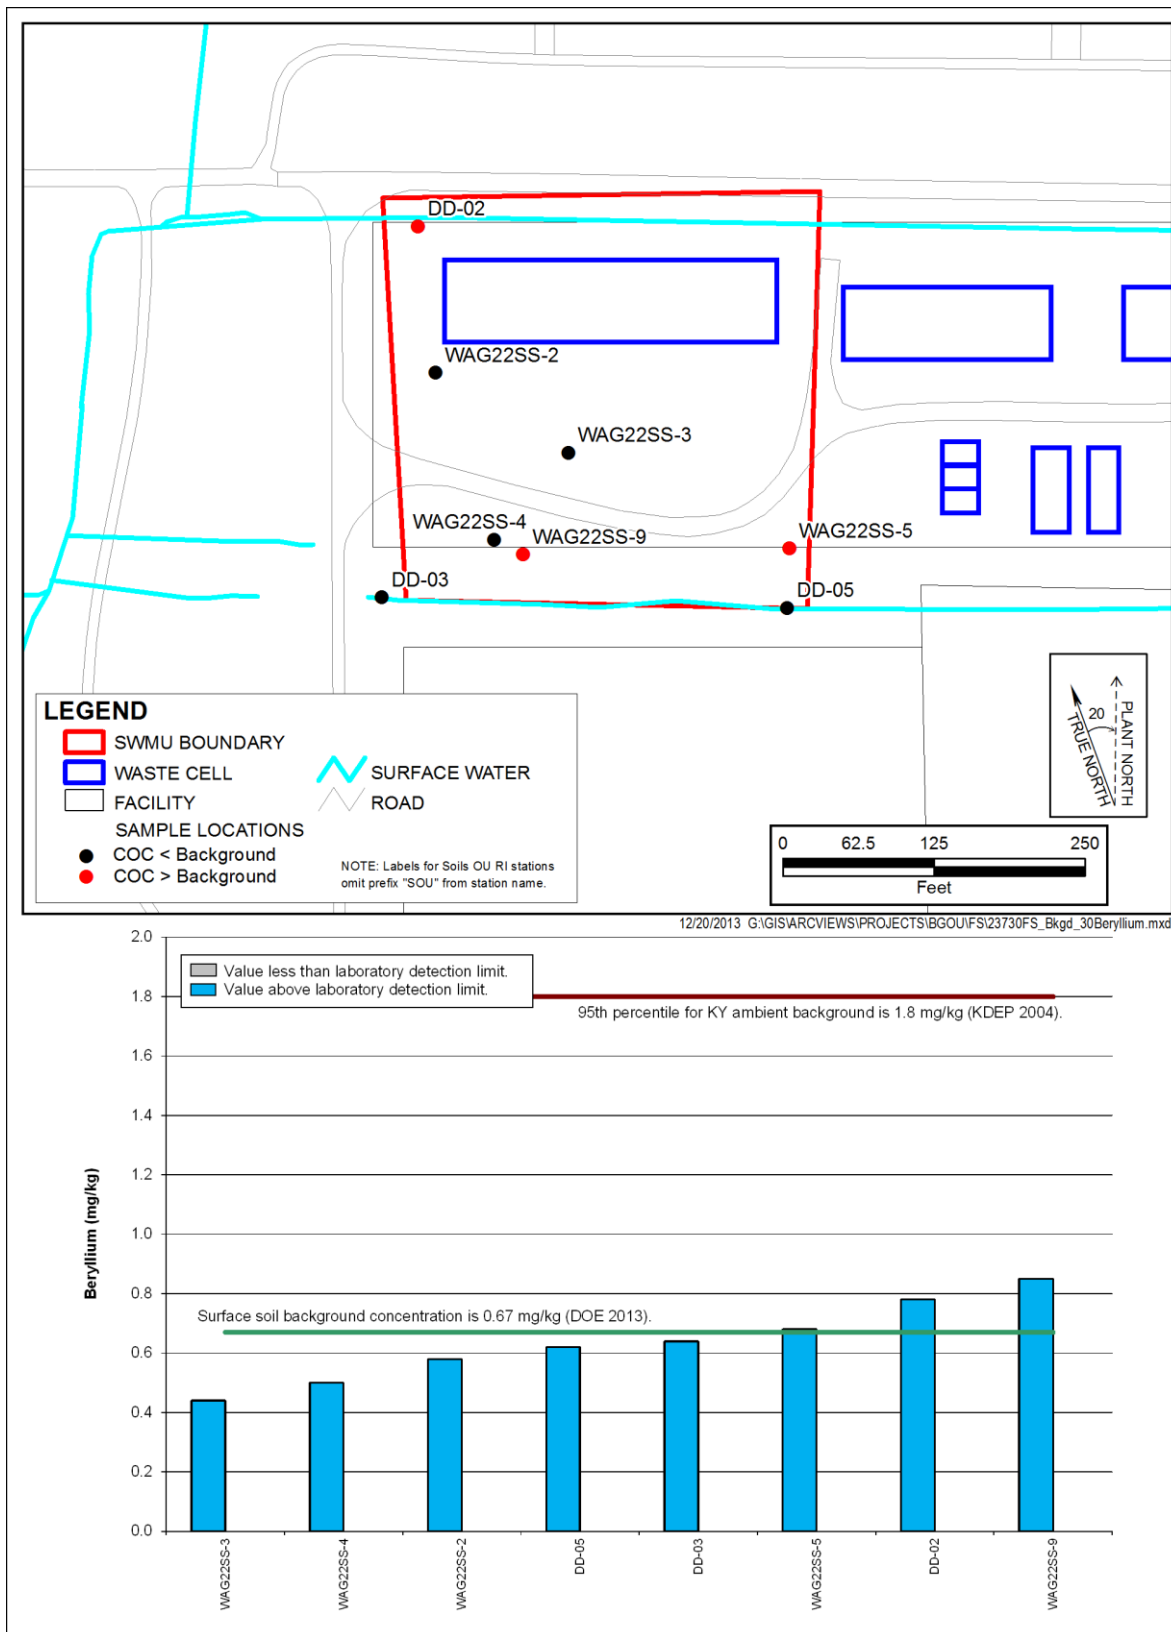 DD-02
WAG22SS-2
WAG22SS-3
WAG22SS-4
WAG22SS-9
WAG22SS-5
DD-03
DD-05
LEGEND
SWMU BOUNDARY
WASTE CELL
SURFACE WATER
FACILITY
ROAD
SAMPLE LOCATIONS
COC < Background
COC > Background
NOTE: Labels for Soils OU RI stations
omit prefix "SOU" from station name.
20
TRUE NORTH
PLANT NORTH
0 62.5 125 250
Feet
12/20/2013 G:\GIS\ARCVIEWS\PROJECTS\BGOU\FS\23730FS_Bkgd_30Beryllium.mxd
Value less than laboratory detection limit.
Value above laboratory detection limit.
95th percentile for KY ambient background is 1.8 mg/kg (KDEP 2004).
Surface soil background concentration is 0.67 mg/kg (DOE 2013).
Beryllium (mg/kg)
2.0
1.8
1.6
1.4
1.2
1.0
0.8
0.6
0.4
0.2
0.0
WAG22SS-3
WAG22SS-4
WAG22SS-2
DD-05
DD-03
WAG22SS-5
DD-02
WAG22SS-9